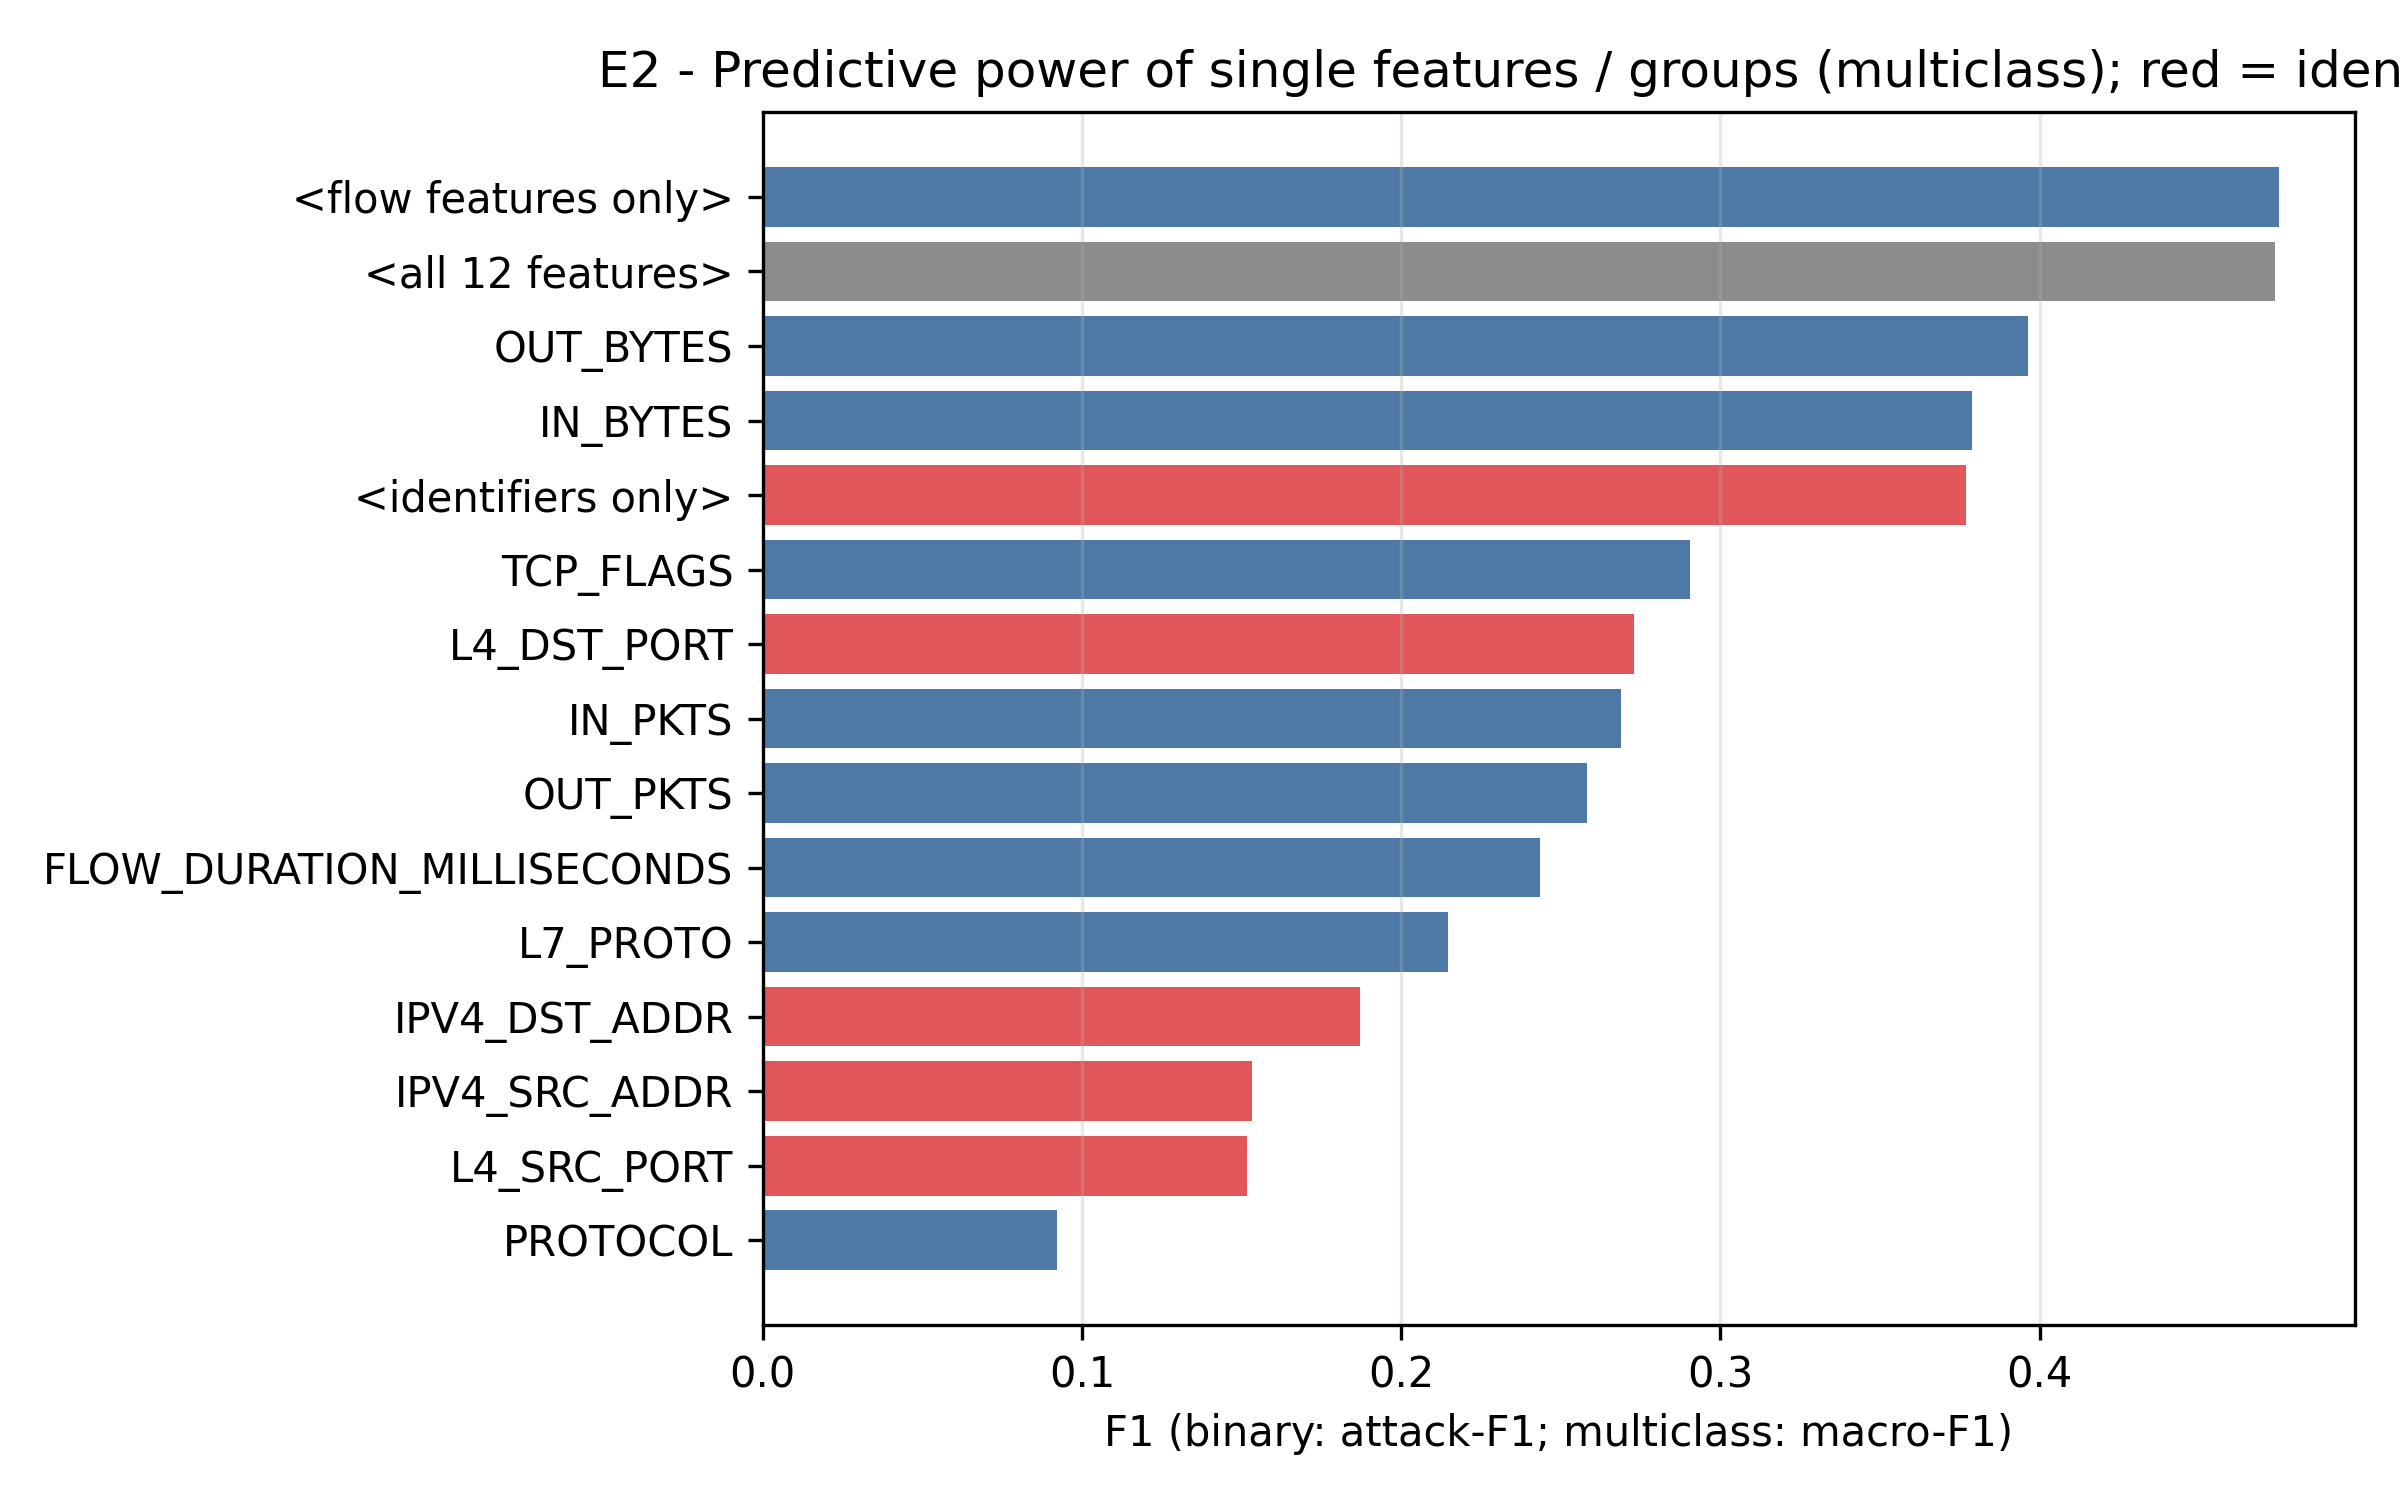 E2 - Predictive power of single features / groups (multiclass); red = iden
<flow features only>
<all 12 features>
OUT_BYTES
IN_BYTES
<identifiers only>
TCP_FLAGS
L4_DST_PORT
IN_PKTS
OUT_PKTS
FLOW_DURATION_MILLISECONDS
L7_PROTO
IPV4_DST_ADDR
IPV4_SRC_ADDR
L4_SRC_PORT
PROTOCOL
0.0 0.1 0.2 0.3 0.4
F1 (binary: attack-F1; multiclass: macro-F1)